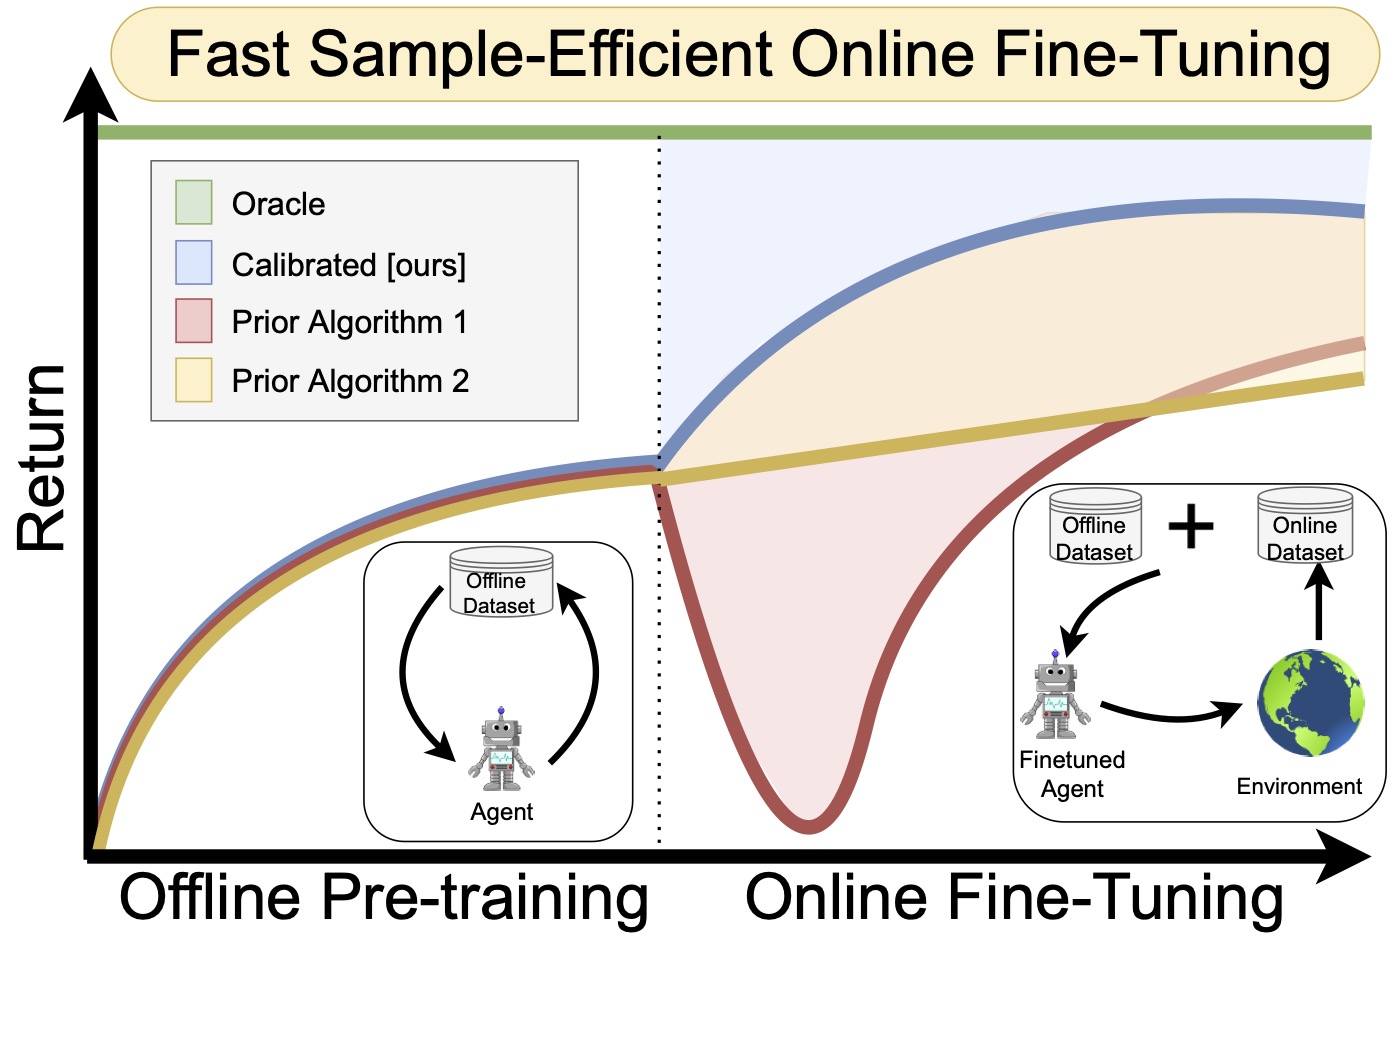 Fast Sample-Efficient Online Fine-Tuning
Oracle
Calibrated [ours]
Prior Algorithm 1
Prior Algorithm 2
Return
Offline
Dataset
Agent
Offline
Dataset
+
Online
Dataset
Finetuned
Agent
Environment
Offline Pre-training
Online Fine-Tuning